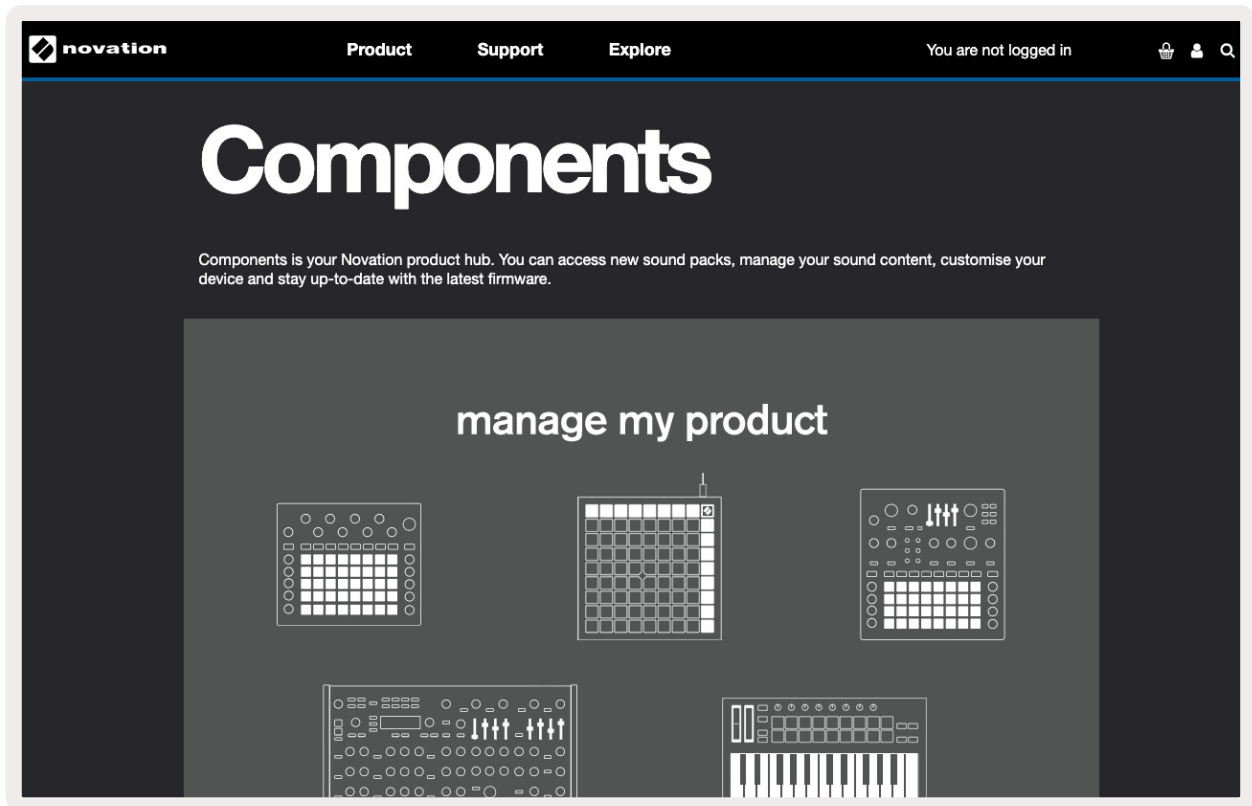 novation
Product
Support
Explore
You are not logged in
Components
Components is your Novation product hub. You can access new sound packs, manage your sound content, customise your
device and stay up-to-date with the latest firmware.
manage my product